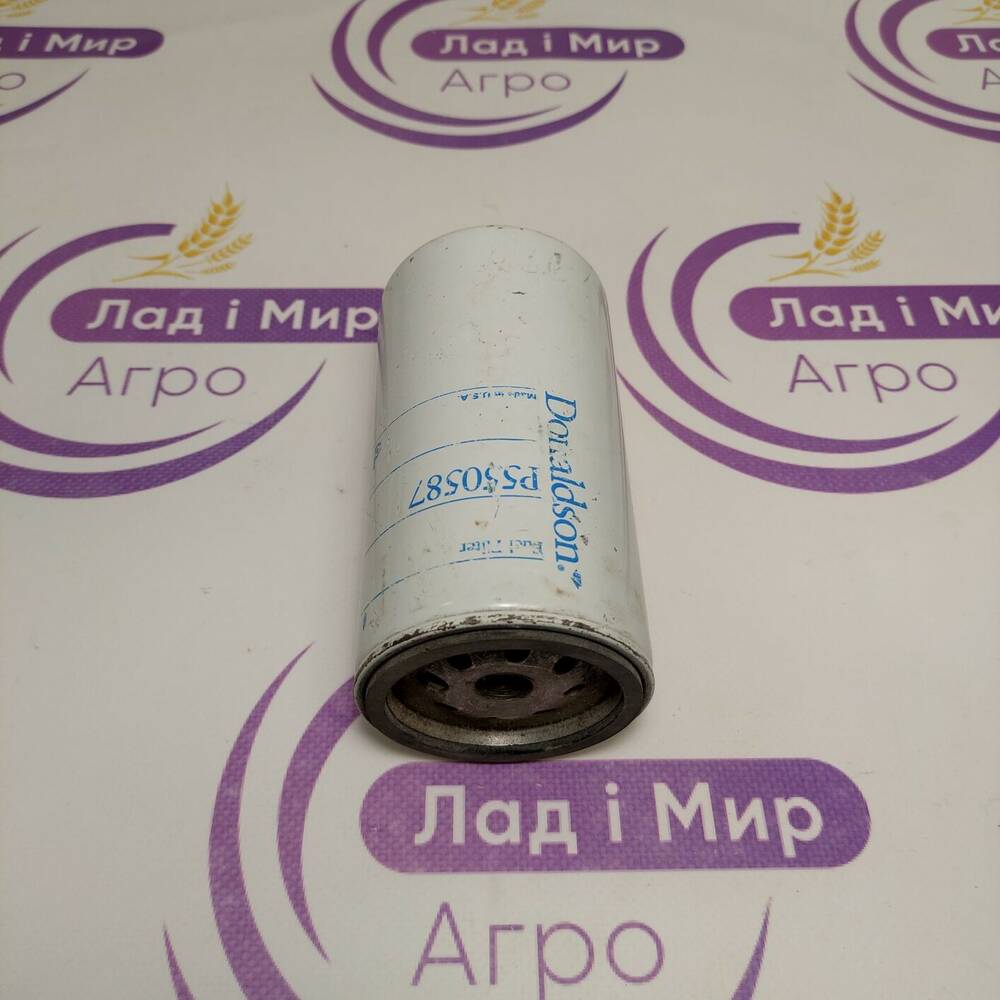 Лад і Мир
Агро
Лад і Мир
Агро
Лад і Мир
Агро
Лад і Мир
Агро
Donaldson.
Made in U.S.A.
P550587
Fuel Filter
Лад і Мир
Агро